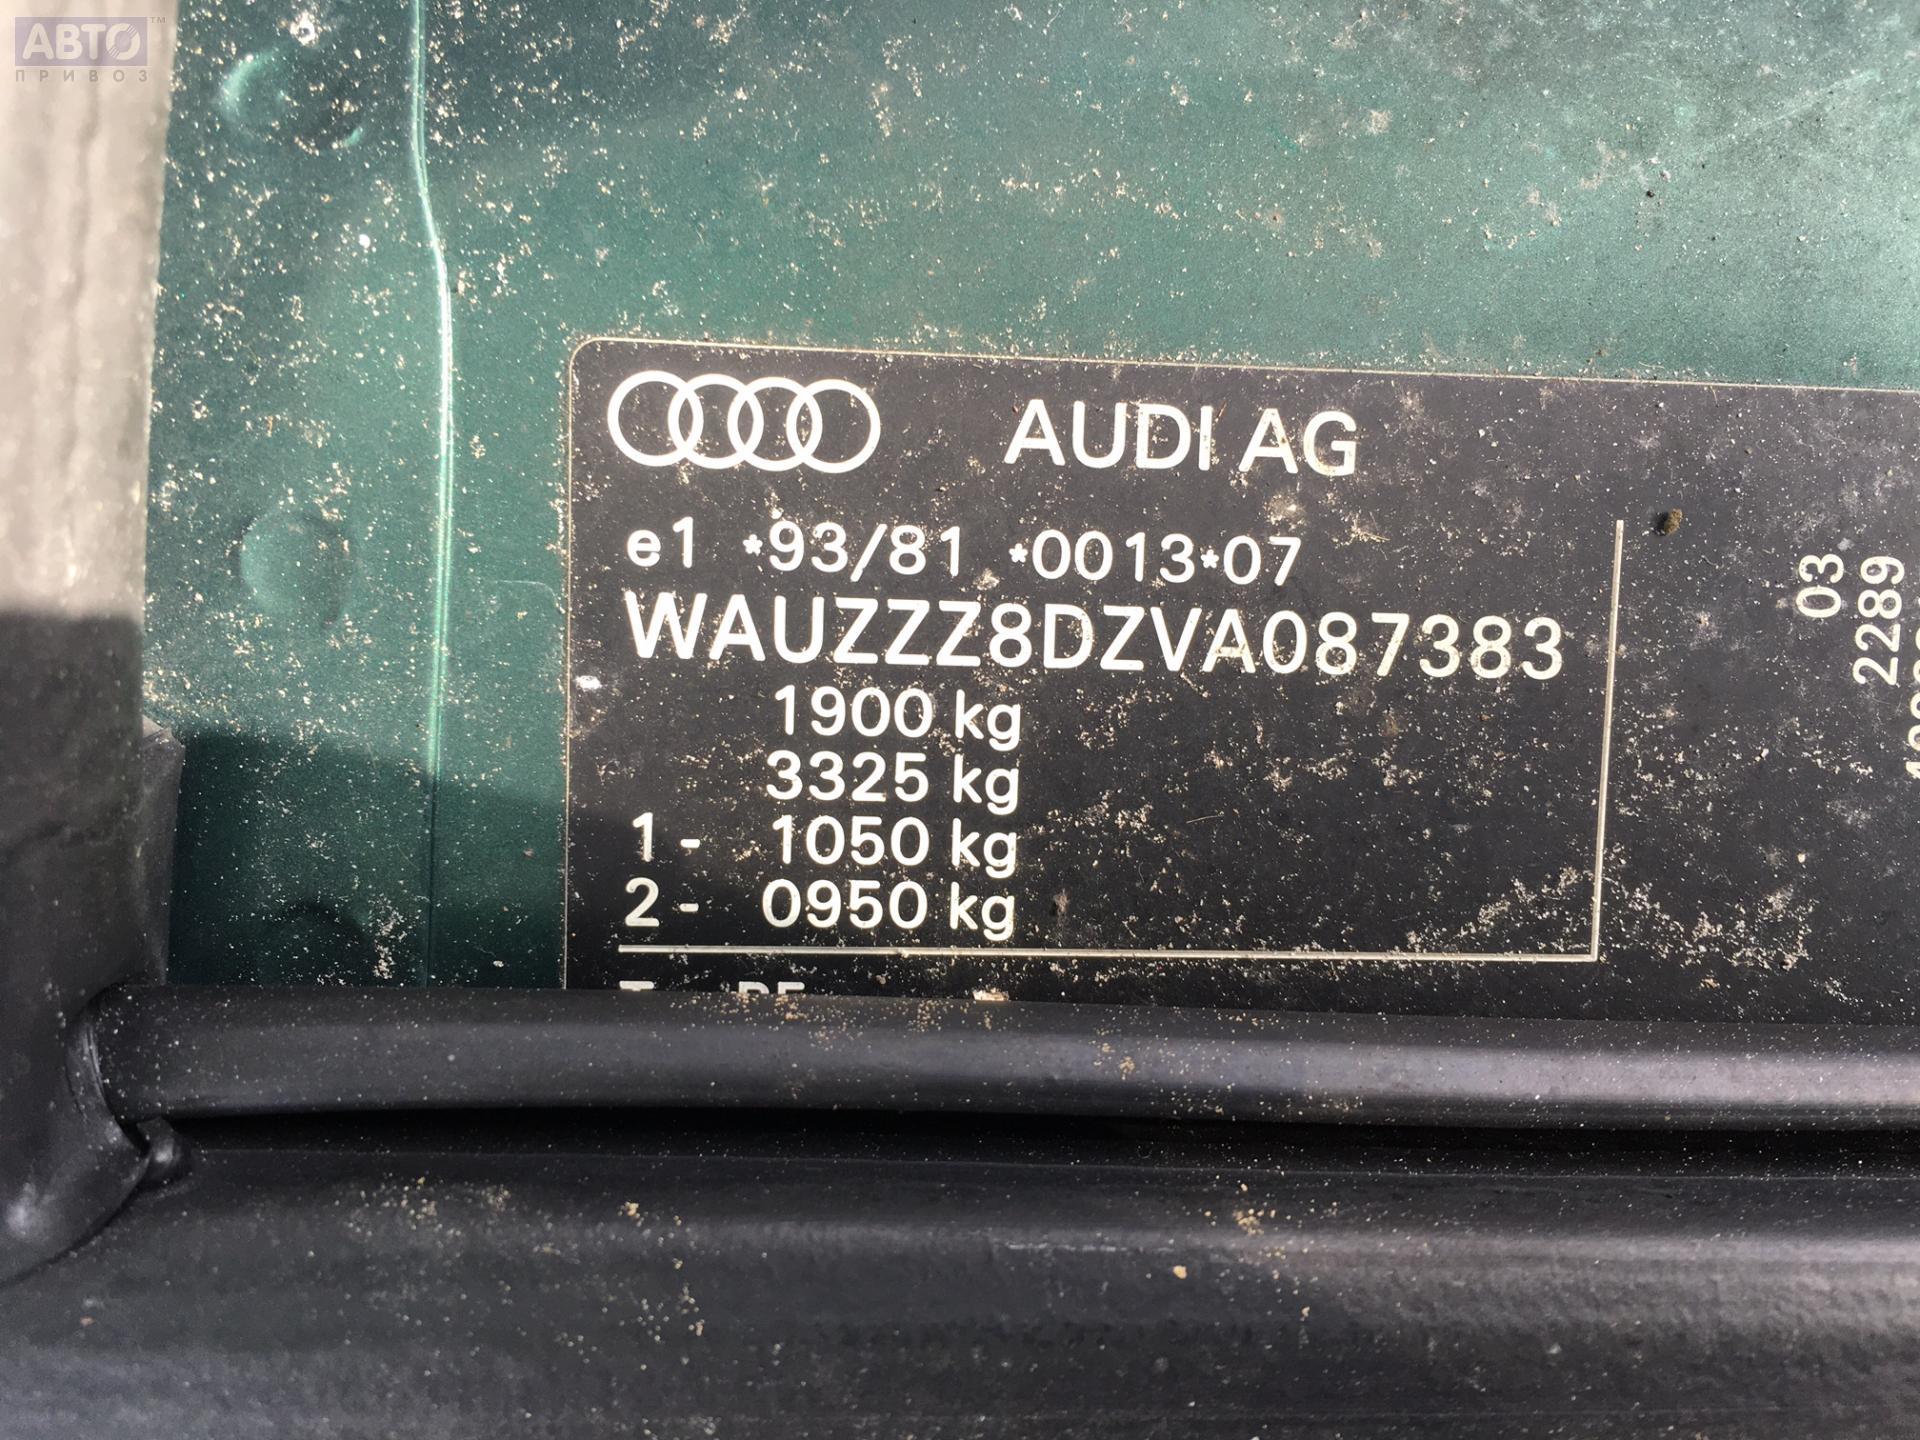 АВТО™
ПРИВОЗ
AUDI AG
e1 *93/81 *0013*07
WAUZZZ8DZVA087383
1900 kg
3325 kg
1- 1050 kg
2- 0950 kg
03
2289